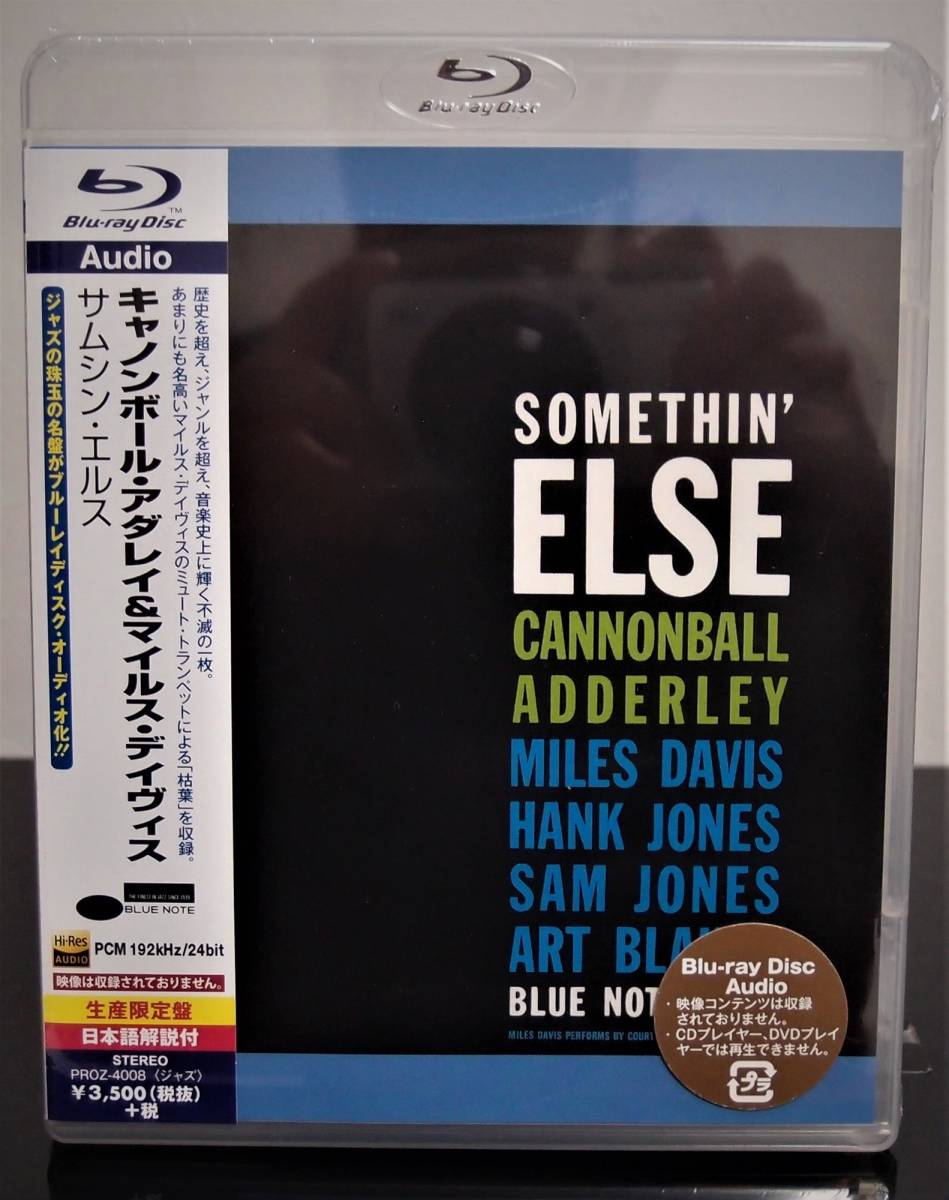 Blu-ray Disc
Blu-ray Disc™
Audio
歴史を超え、ジャンルを超え、音楽史上に輝く不滅の一枚。
あまりにも名高いマイルス・デイヴィスのミュート・トランペットによる「枯葉」を収録。
キャノンボール・アダレイ&マイルス・デイヴィス
サムシン・エルス
ジャズの珠玉の名盤がブルーレイディスク・オーディオ化!!
THE FINEST IN JAZZ SINCE 1939
BLUE NOTE
Hi-Res
AUDIO
PCM 192kHz/24bit
映像は収録されておりません。
生産限定盤
日本語解説付
STEREO
PROZ-4008〈ジャズ〉
¥3,500(税抜)
+税
SOMETHIN'
ELSE
CANNONBALL
ADDERLEY
MILES DAVIS
HANK JONES
SAM JONES
ART
BLUE
MILES DAVIS PERFORMS BY
Blu-ray Disc
Audio
・映像コンテンツは収録
されておりません。
・CDプレイヤー、DVDプレイ
ヤーでは再生できません。
プラ